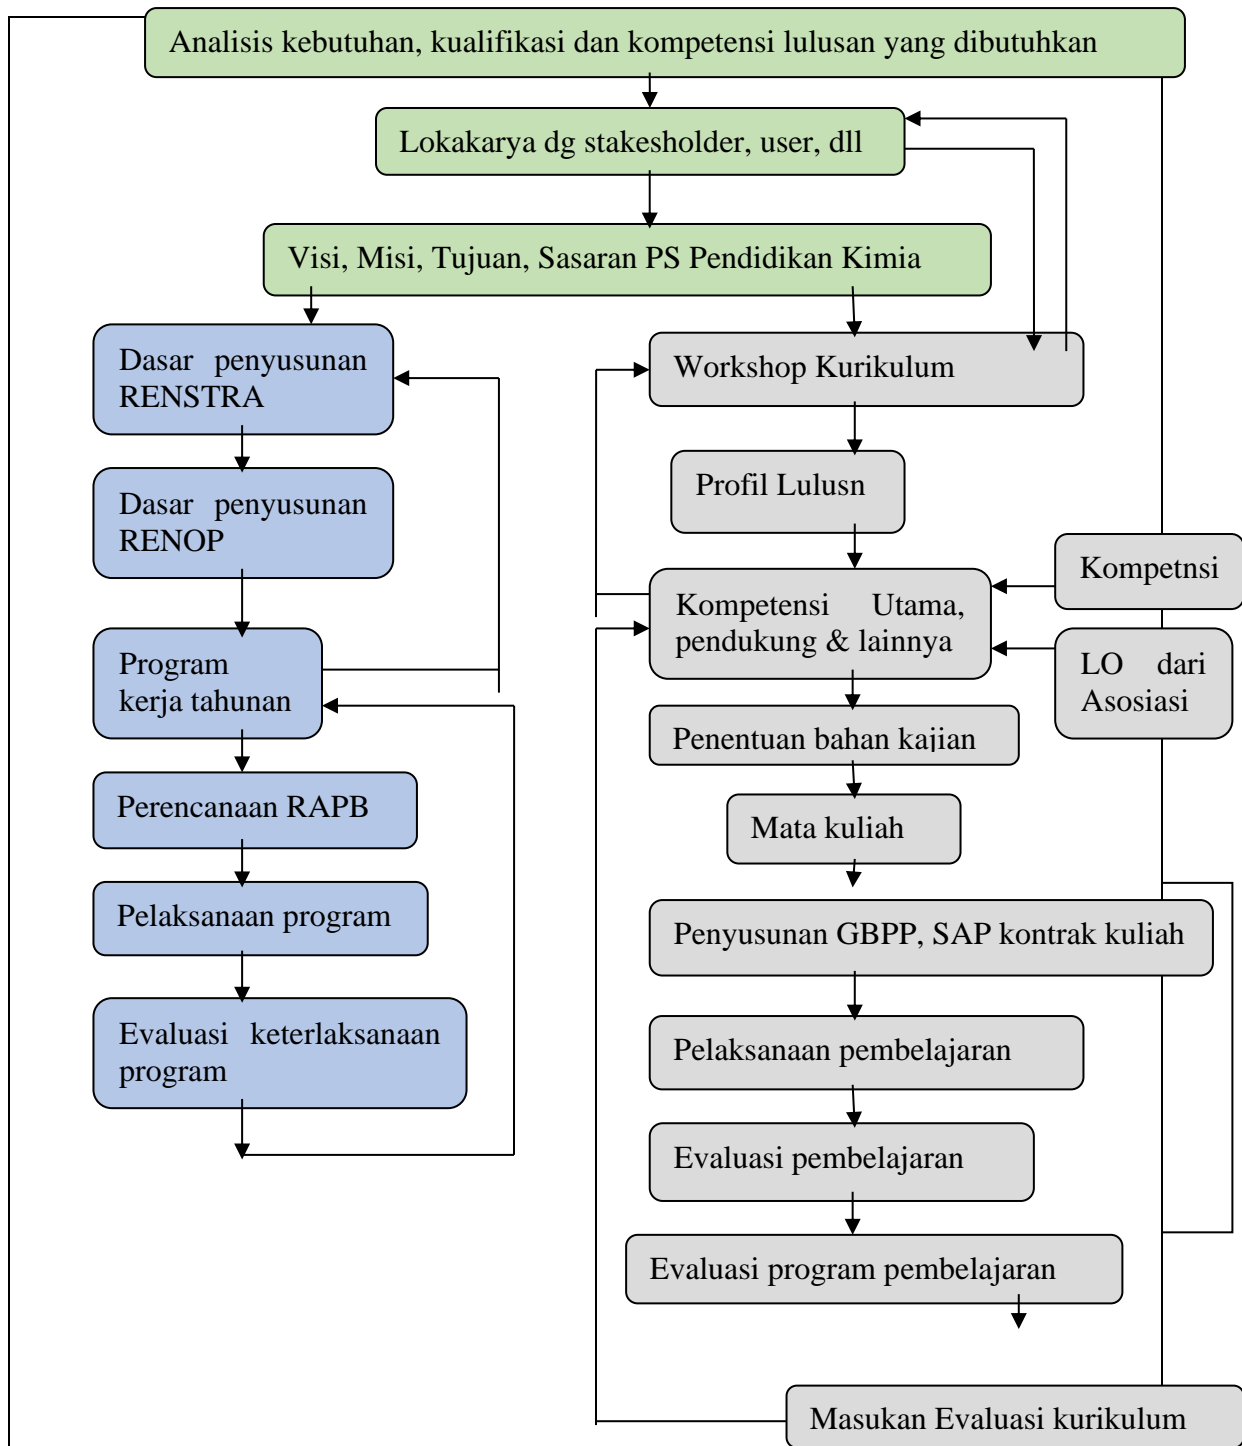 Analisis kebutuhan, kualifikasi dan kompetensi lulusan yang dibutuhkan
Lokakarya dg stakesholder, user, dll
Visi, Misi, Tujuan, Sasaran PS Pendidikan Kimia
Dasar penyusunan
RENSTRA
Dasar penyusunan
RENOP
Program
kerja tahunan
Perencanaan RAPB
Pelaksanaan program
Evaluasi keterlaksanaan
program
Workshop Kurikulum
Profil Lulusn
Kompetensi Utama,
pendukung & lainnya
Kompetnsi
LO dari
Asosiasi
Penentuan bahan kajian
Mata kuliah
Penyusunan GBPP, SAP kontrak kuliah
Pelaksanaan pembelajaran
Evaluasi pembelajaran
Evaluasi program pembelajaran
Masukan Evaluasi kurikulum